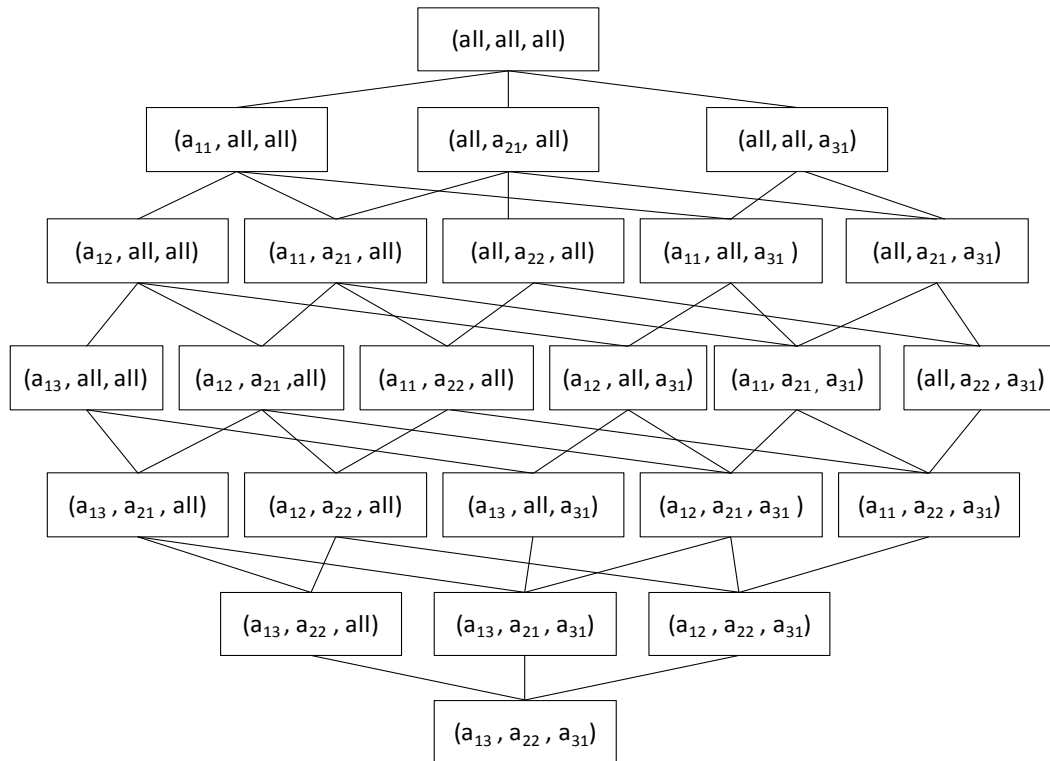 (all, all, all)
(a₁₁ , all, all)
(all, a₂₁, all)
(all, all, a₃₁)
(a₁₂ , all, all)
(a₁₁ , a₂₁ , all)
(all, a₂₂ , all)
(a₁₁ , all, a₃₁ )
(all, a₂₁ , a₃₁)
(a₁₃ , all, all)
(a₁₂ , a₂₁ ,all)
(a₁₁ , a₂₂ , all)
(a₁₂ , all, a₃₁)
(a₁₁, a₂₁ , a₃₁)
(all, a₂₂ , a₃₁)
(a₁₃ , a₂₁ , all)
(a₁₂ , a₂₂ , all)
(a₁₃ , all, a₃₁)
(a₁₂ , a₂₁ , a₃₁ )
(a₁₁ , a₂₂ , a₃₁)
(a₁₃ , a₂₂ , all)
(a₁₃ , a₂₁ , a₃₁)
(a₁₂ , a₂₂ , a₃₁)
(a₁₃ , a₂₂ , a₃₁)